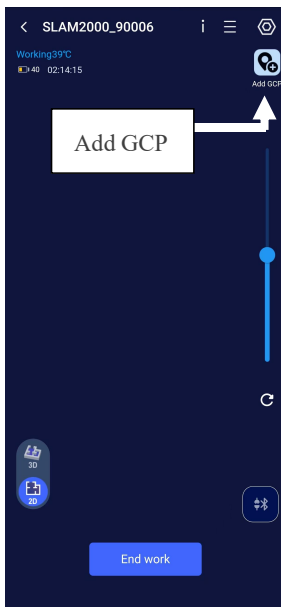 SLAM2000_90006
Working39℃
40 02:14:15
Add GCP
Add GCP
3D
2D
End work